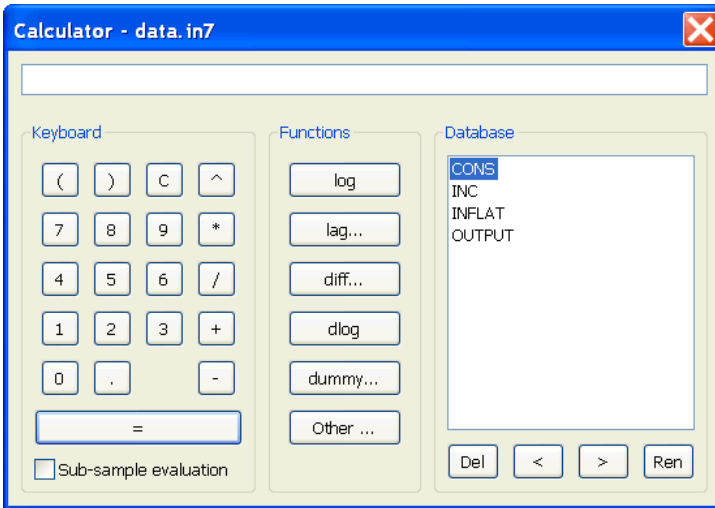 Calculator - data.in7
Keyboard
( ) C ^
7 8 9 *
4 5 6 /
1 2 3 +
0 . -
=
Sub-sample evaluation
Functions
log
lag...
diff...
dlog
dummy...
Other ...
Database
CONS
INC
INFLAT
OUTPUT
Del < > Ren